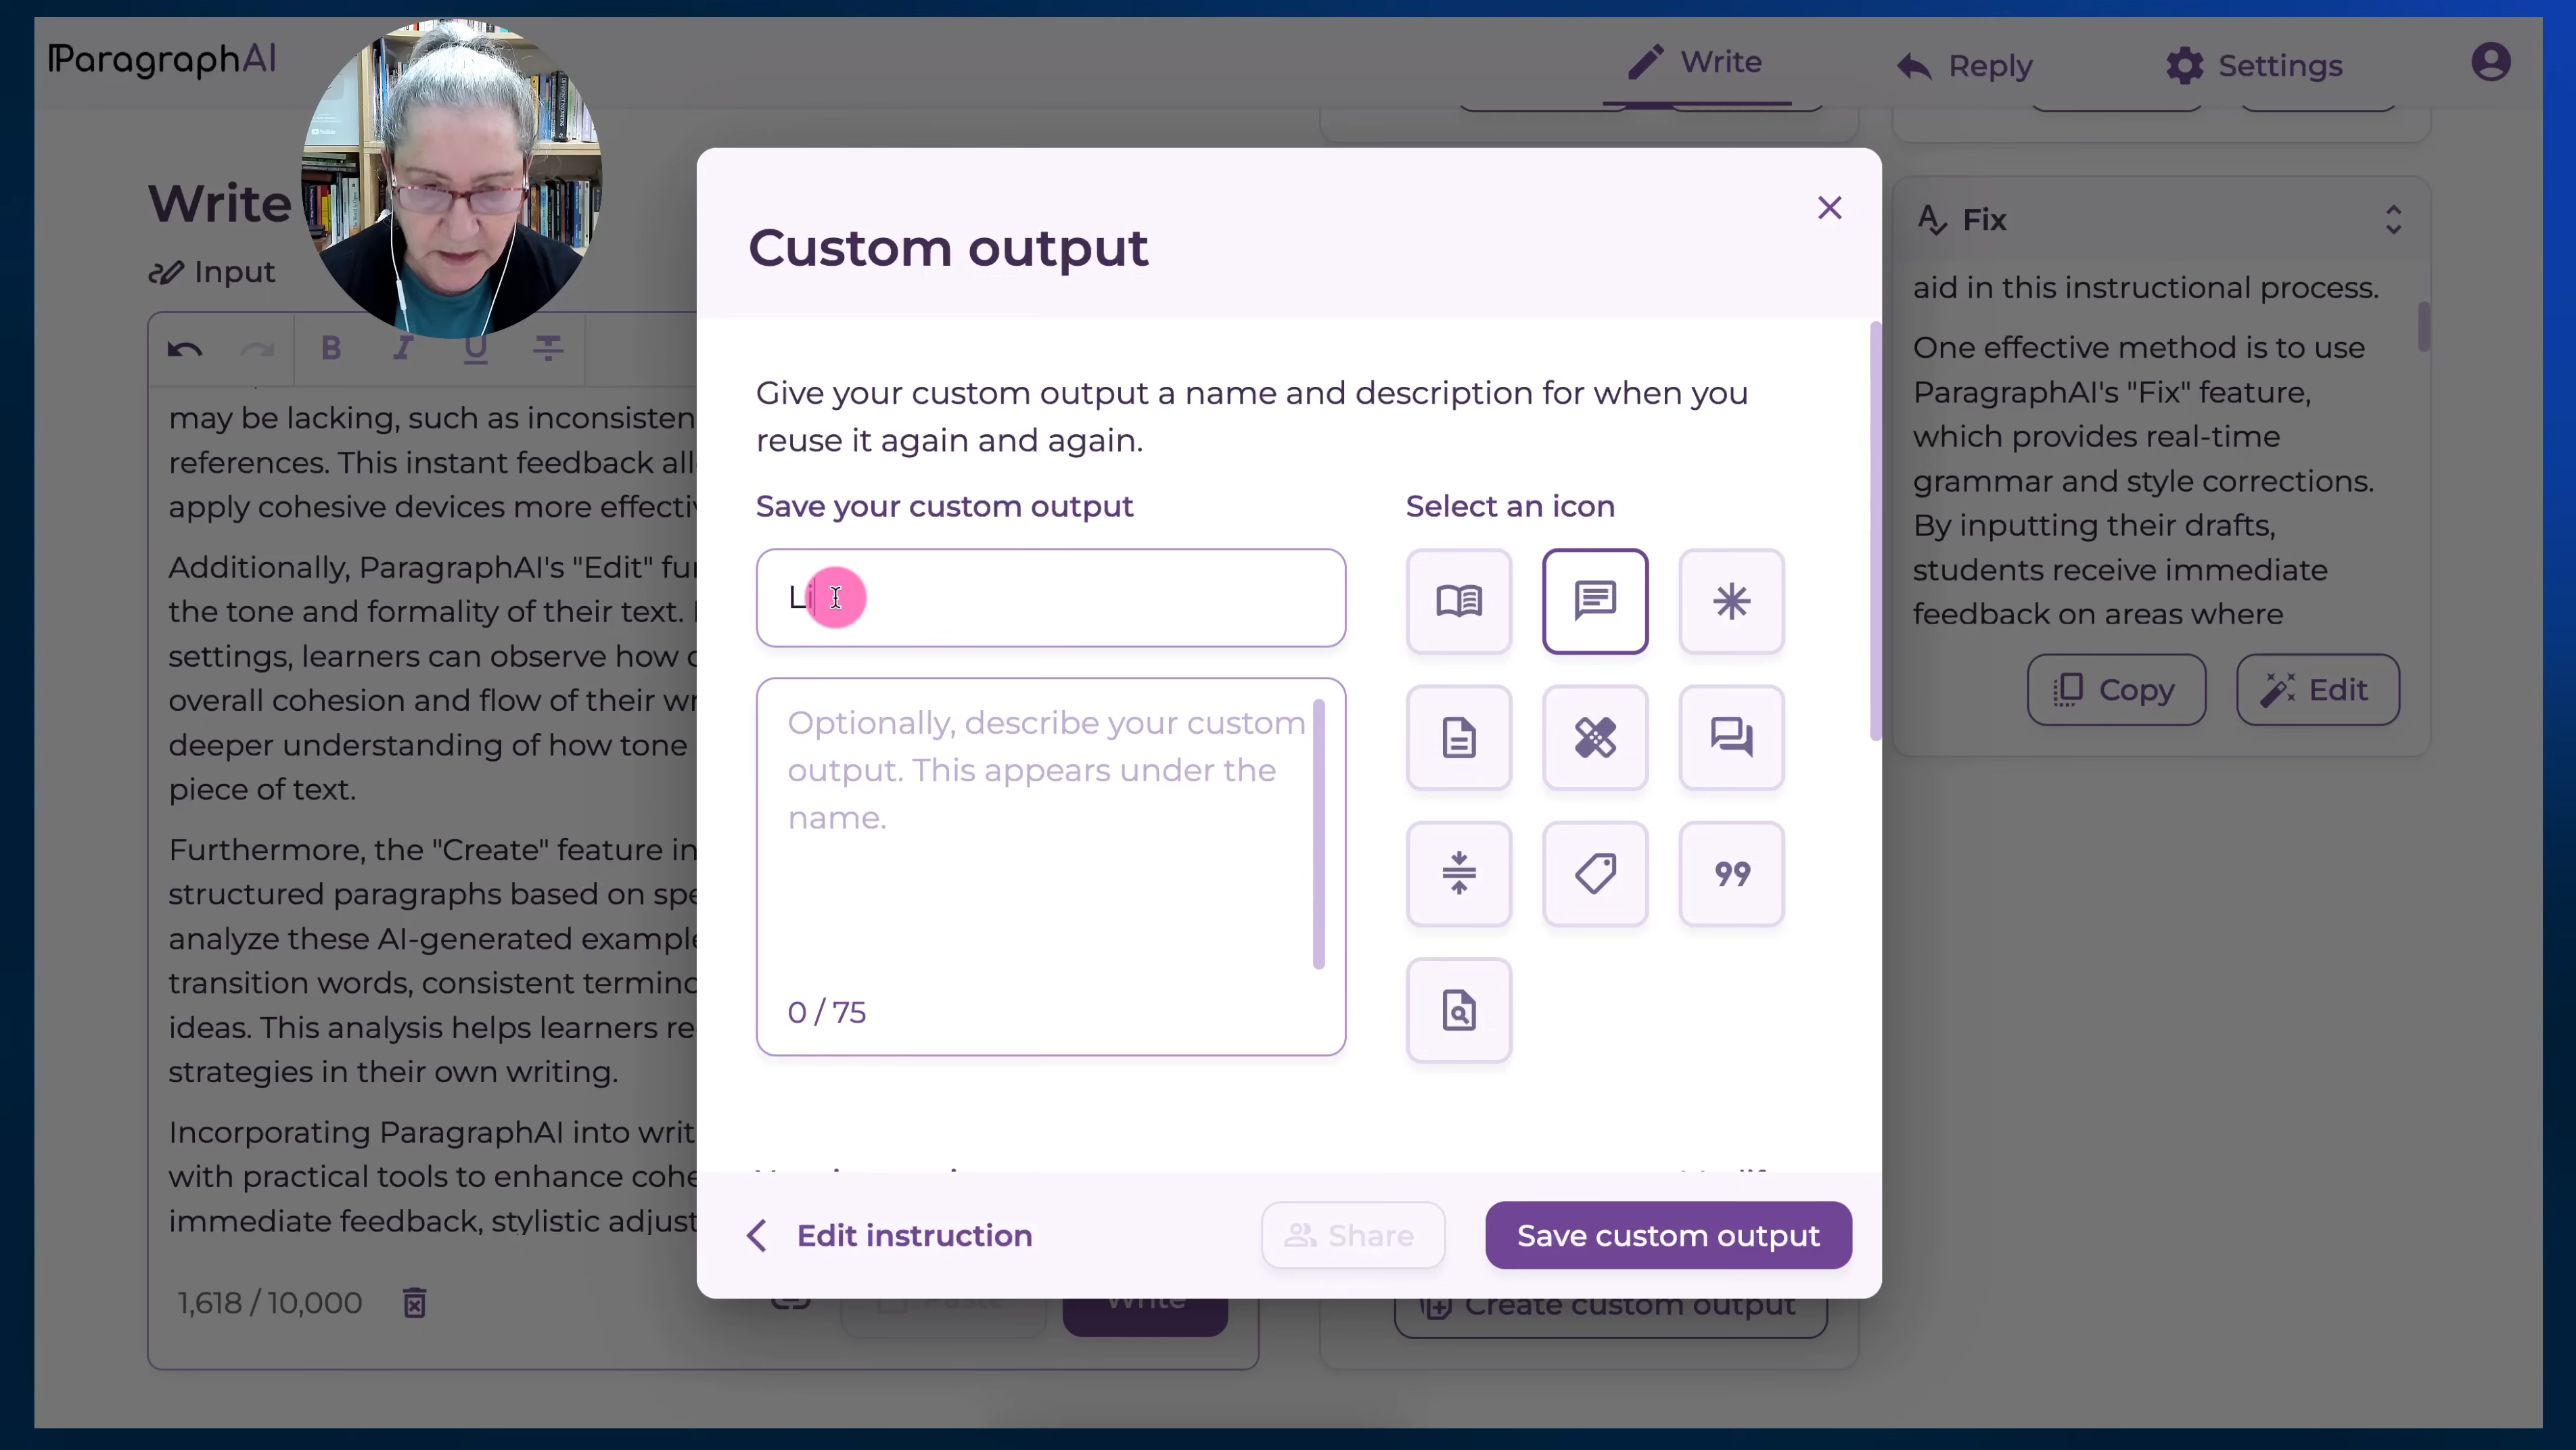 ParagraphAI
Write
Reply
Settings
Write
Input
B I U
may be lacking, such as inconsisten
references. This instant feedback all
apply cohesive devices more effectiv
Additionally, ParagraphAI's "Edit" fu
the tone and formality of their text.
settings, learners can observe how
overall cohesion and flow of their wr
deeper understanding of how tone
piece of text.
Furthermore, the "Create" feature in
structured paragraphs based on spe
analyze these AI-generated example
transition words, consistent termino
ideas. This analysis helps learners re
strategies in their own writing.
Incorporating ParagraphAI into writ
with practical tools to enhance cohe
immediate feedback, stylistic adjust
1,618 / 10,000
Paste
Write
Custom output
Give your custom output a name and description for when you
reuse it again and again.
Save your custom output
Li
Optionally, describe your custom
output. This appears under the
name.
0 / 75
Select an icon
Edit instruction
Share
Save custom output
Create custom output
Fix
aid in this instructional process.
One effective method is to use
ParagraphAI's "Fix" feature,
which provides real-time
grammar and style corrections.
By inputting their drafts,
students receive immediate
feedback on areas where
Copy
Edit